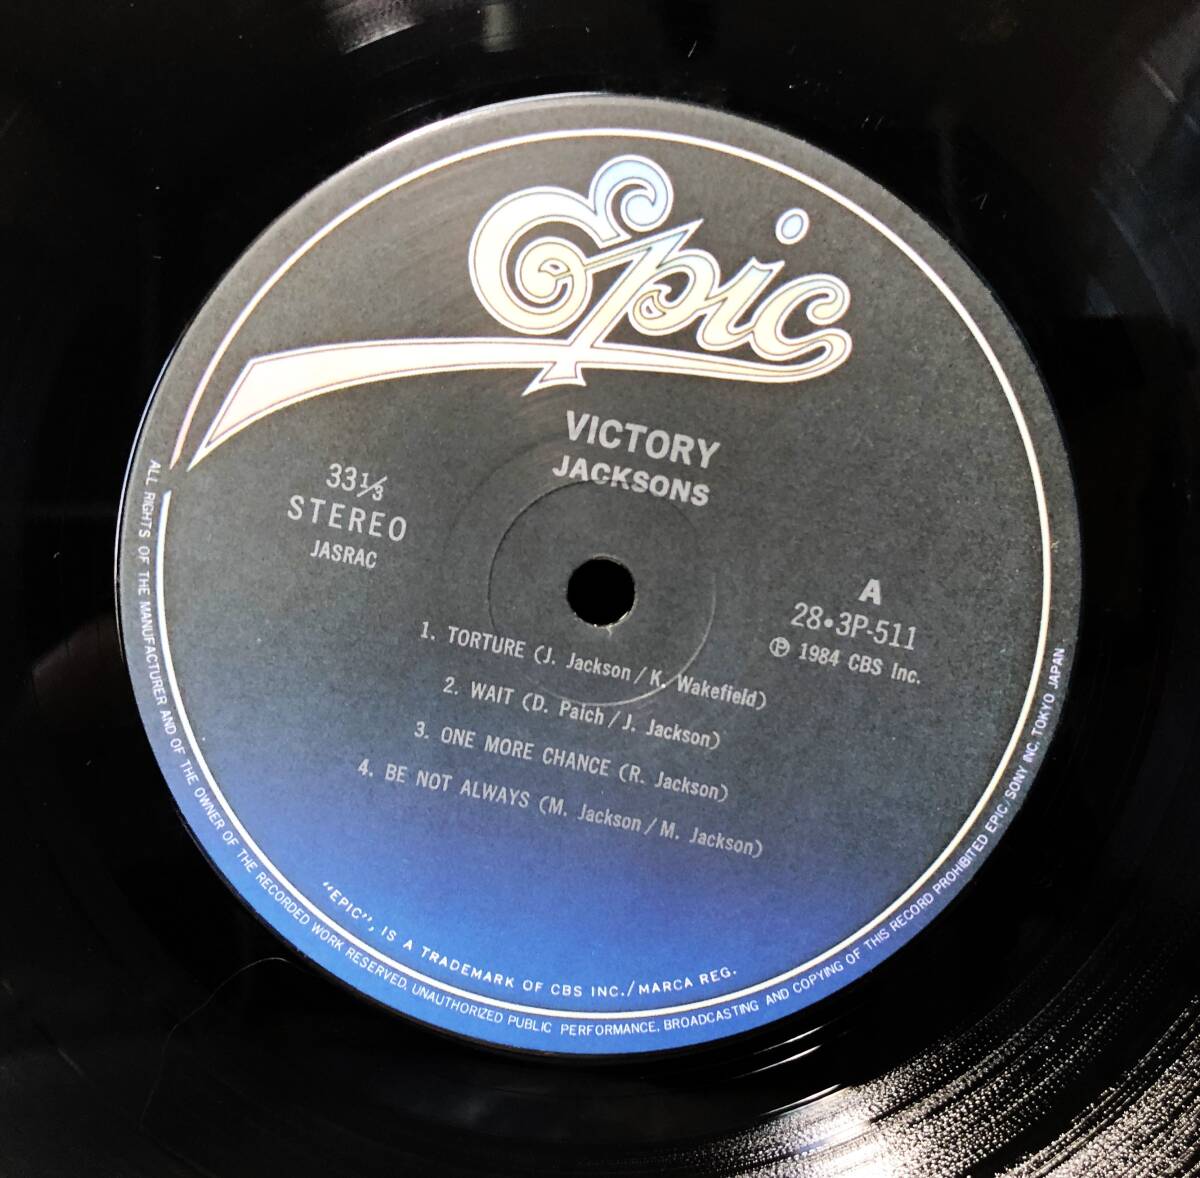 Epic
VICTORY
JACKSONS
33 1/3
STEREO
JASRAC
A
28•3P-511
Ⓟ 1984 CBS Inc.
1. TORTURE (J. Jackson/K. Wakefield)
2. WAIT (D. Paich/J. Jackson)
3. ONE MORE CHANCE (R. Jackson)
4. BE NOT ALWAYS (M. Jackson/M. Jackson)
"EPIC", IS A TRADEMARK OF CBS INC./MARCA REG.
ALL RIGHTS OF THE MANUFACTURER AND OF THE OWNER OF THE RECORDED WORK RESERVED. UNAUTHORIZED PUBLIC PERFORMANCE. BROADCASTING AND COPYING OF THIS RECORD PROHIBITED EPIC/SONY INC. TOKYO JAPAN.